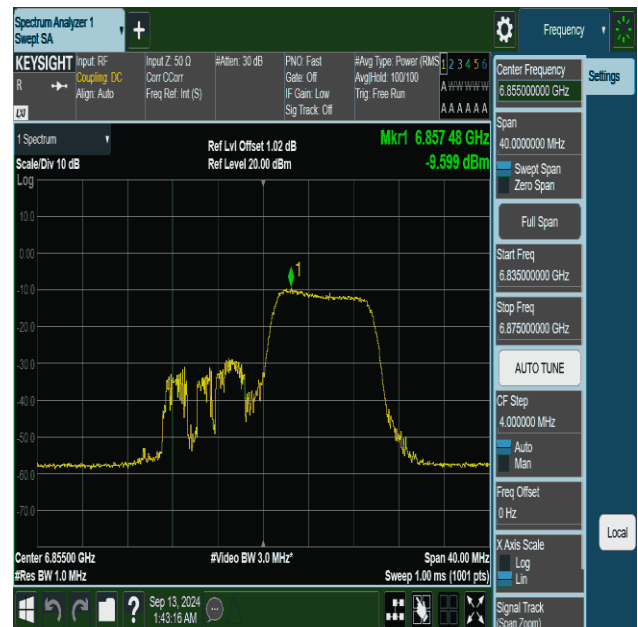 Spectrum Analyzer 1
Swept SA
+
Frequency
KEYSIGHT
R
LXI
Input: RF
Coupling: DC
Align: Auto
Input Z: 50 Ω
Corr CCorr
Freq Ref: Int (S)
#Atten: 30 dB
PNO: Fast
Gate: Off
IF Gain: Low
Sig Track: Off
#Avg Type: Power (RMS
Avg|Hold: 100/100
Trig: Free Run
1 2 3 4 5 6
A W W W W W
A A A A A A
Center Frequency
6.855000000 GHz
Settings
Span
40.0000000 MHz
Swept Span
Zero Span
Full Span
Start Freq
6.835000000 GHz
Stop Freq
6.875000000 GHz
AUTO TUNE
CF Step
4.000000 MHz
Auto
Man
Freq Offset
0 Hz
X Axis Scale
Log
Lin
Local
Signal Track
(Span Zoom)
1 Spectrum
Scale/Div 10 dB
Log
Ref Lvl Offset 1.02 dB
Ref Level 20.00 dBm
Mkr1 6.857 48 GHz
-9.599 dBm
10.0
0.00
-10.0
-20.0
-30.0
-40.0
-50.0
-60.0
-70.0
1
Center 6.85500 GHz
#Res BW 1.0 MHz
#Video BW 3.0 MHz*
Span 40.00 MHz
Sweep 1.00 ms (1001 pts)
?
Sep 13, 2024
1:43:16 AM